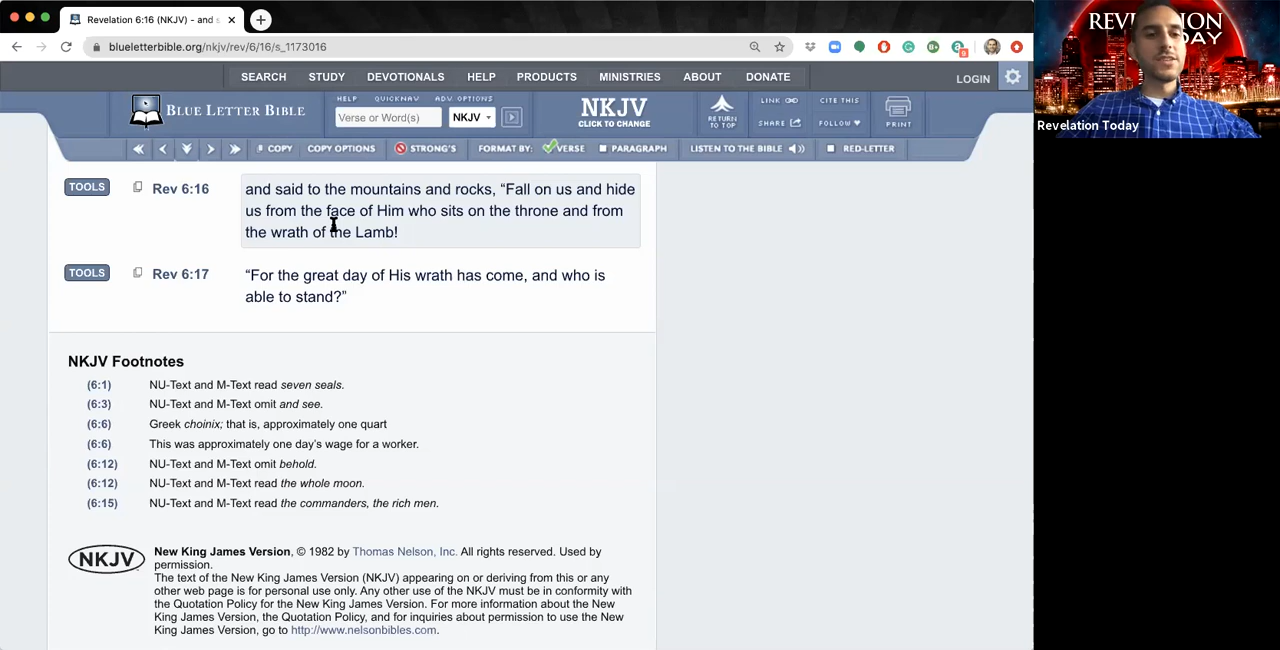 Revelation 6:16 (NKJV) - and s
blueletterbible.org/nkjv/rev/6/16/s_1173016
SEARCH STUDY DEVOTIONALS HELP PRODUCTS MINISTRIES ABOUT DONATE LOGIN
HELP QUICKNAV ADV. OPTIONS
BLUE LETTER BIBLE
Verse or Word(s) NKJV
NKJV
CLICK TO CHANGE
RETURN TO TOP
LINK CITE THIS
SHARE FOLLOW PRINT
COPY COPY OPTIONS STRONG'S FORMAT BY: VERSE PARAGRAPH LISTEN TO THE BIBLE RED-LETTER
TOOLS Rev 6:16 and said to the mountains and rocks, “Fall on us and hide
us from the face of Him who sits on the throne and from
the wrath of the Lamb!
TOOLS Rev 6:17 “For the great day of His wrath has come, and who is
able to stand?”
NKJV Footnotes
(6:1) NU-Text and M-Text read seven seals.
(6:3) NU-Text and M-Text omit and see.
(6:6) Greek choinix; that is, approximately one quart
(6:6) This was approximately one day's wage for a worker.
(6:12) NU-Text and M-Text omit behold.
(6:12) NU-Text and M-Text read the whole moon.
(6:15) NU-Text and M-Text read the commanders, the rich men.
NKJV
New King James Version, © 1982 by Thomas Nelson, Inc. All rights reserved. Used by
permission.
The text of the New King James Version (NKJV) appearing on or deriving from this or any
other web page is for personal use only. Any other use of the NKJV must be in conformity with
the Quotation Policy for the New King James Version. For more information about the New
King James Version, the Quotation Policy, and for inquiries about permission to use the New
King James Version, go to http://www.nelsonbibles.com.
Revelation Today